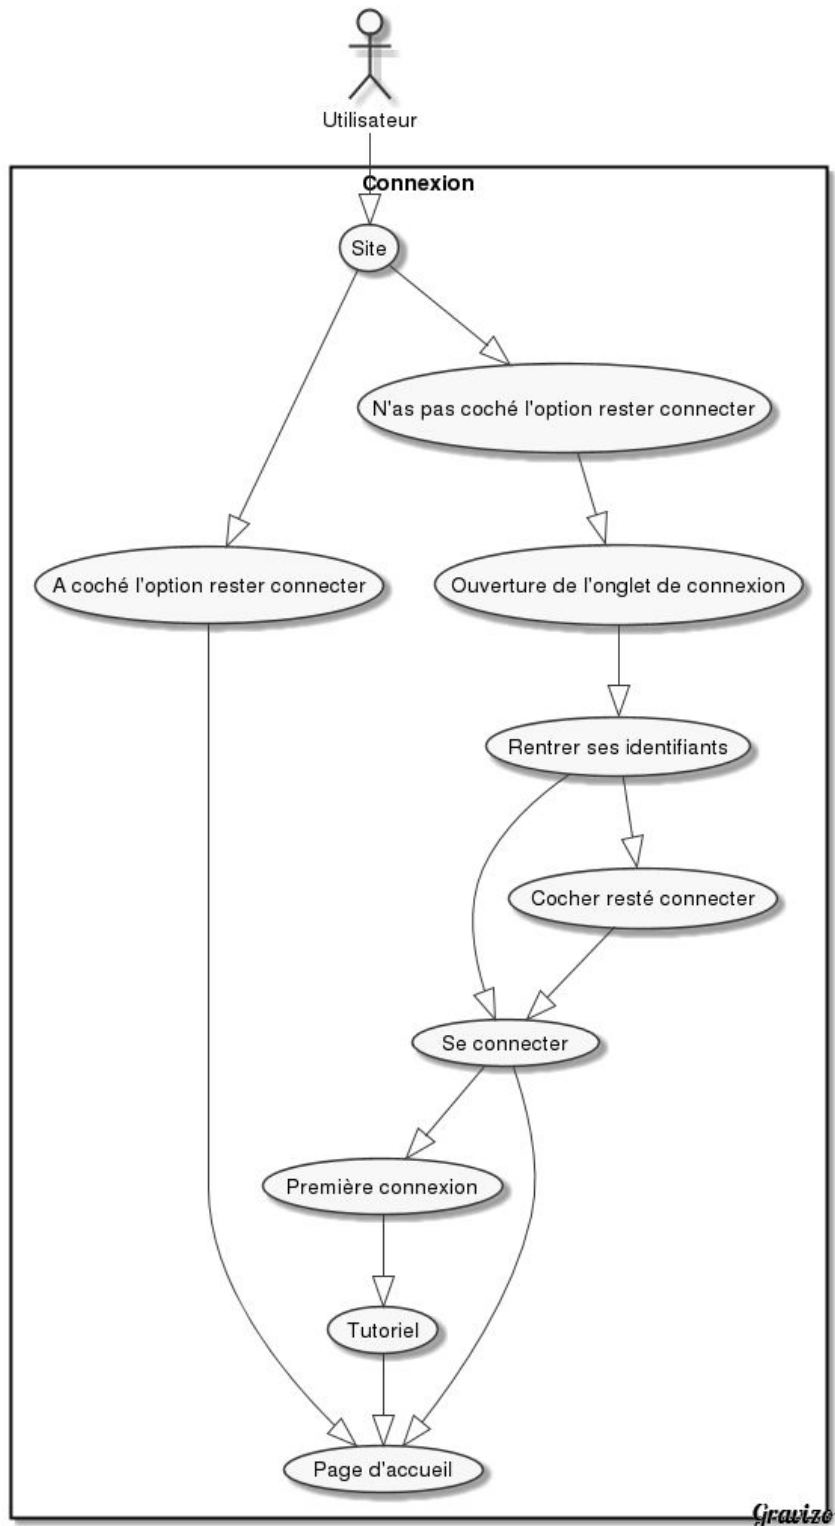 Utilisateur
Connexion
Site
N'as pas coché l'option rester connecter
A coché l'option rester connecter
Ouverture de l'onglet de connexion
Rentrer ses identifiants
Cocher resté connecter
Se connecter
Première connexion
Tutoriel
Page d'accueil
Gravizo